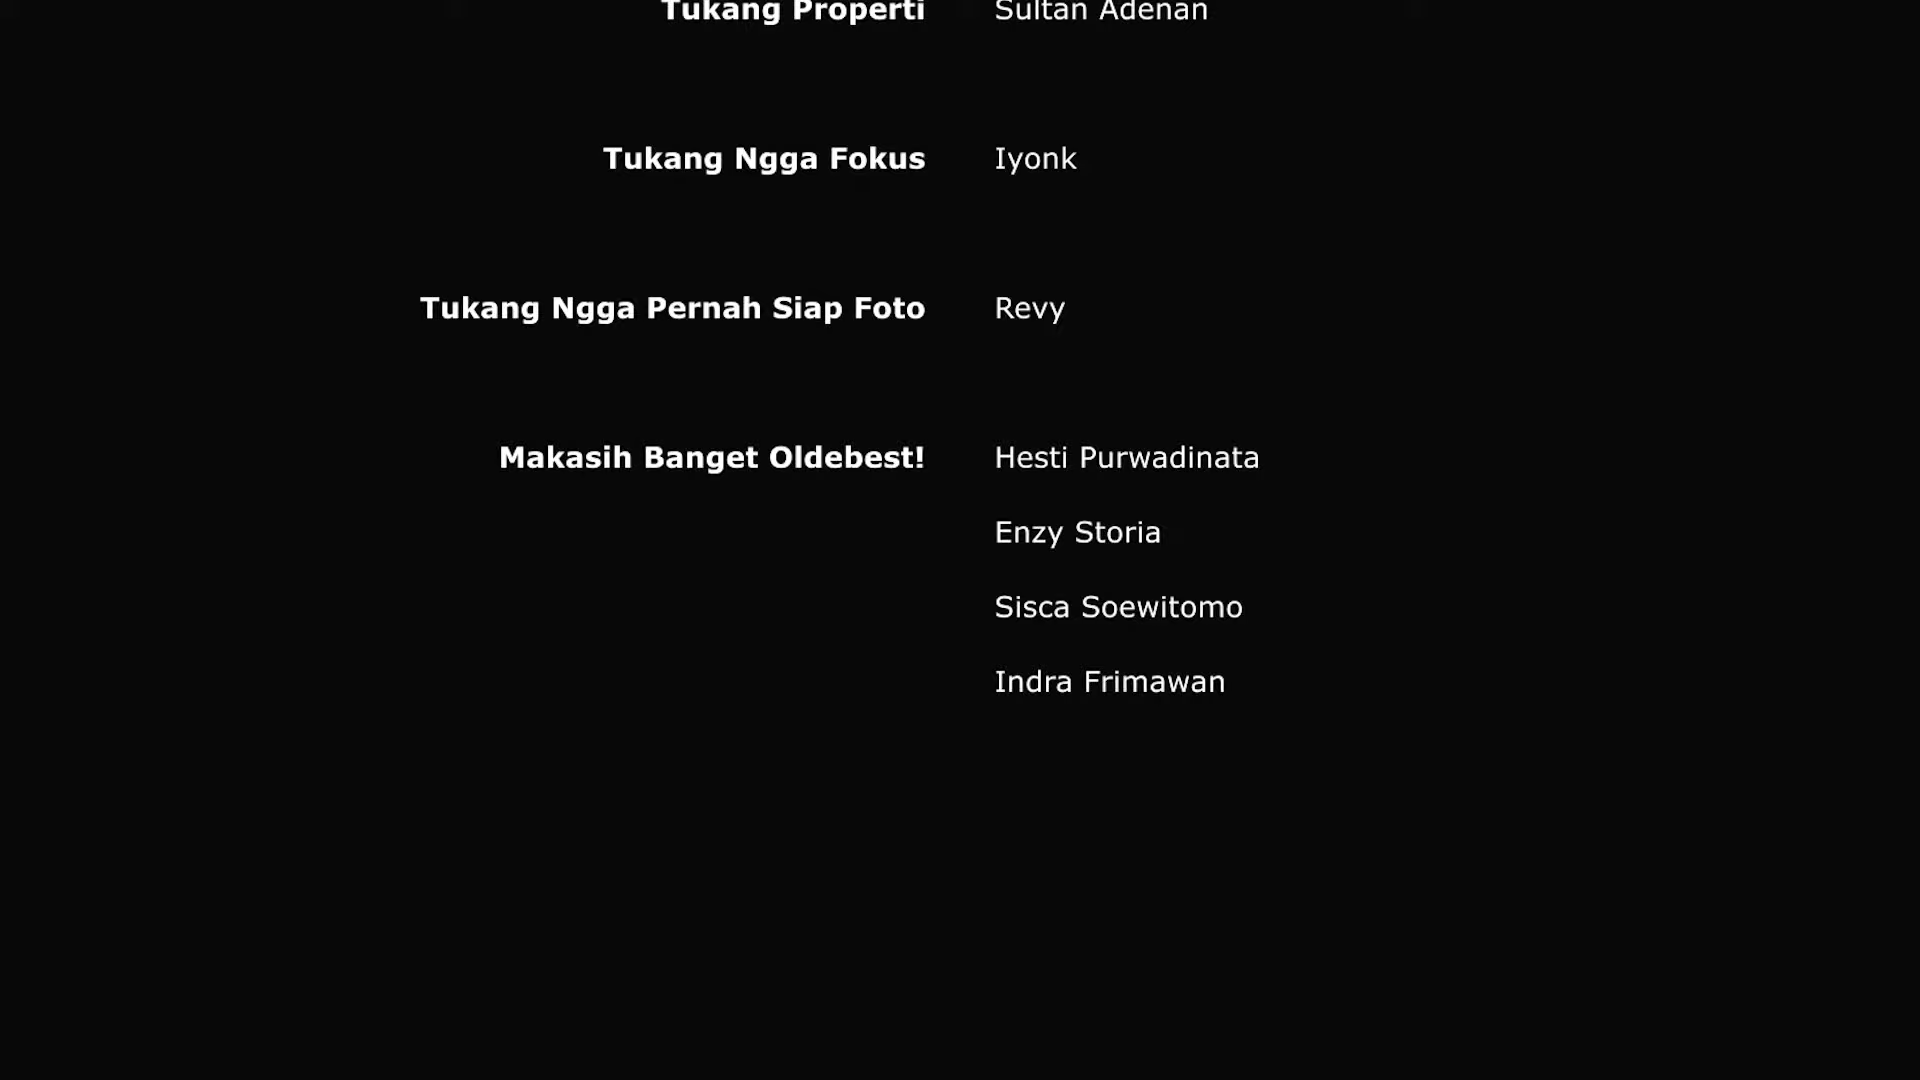 Tukang Properti Sultan Adenan
Tukang Ngga Fokus Iyonk
Tukang Ngga Pernah Siap Foto Revy
Makasih Banget Oldebest! Hesti Purwadinata
Enzy Storia
Sisca Soewitomo
Indra Frimawan